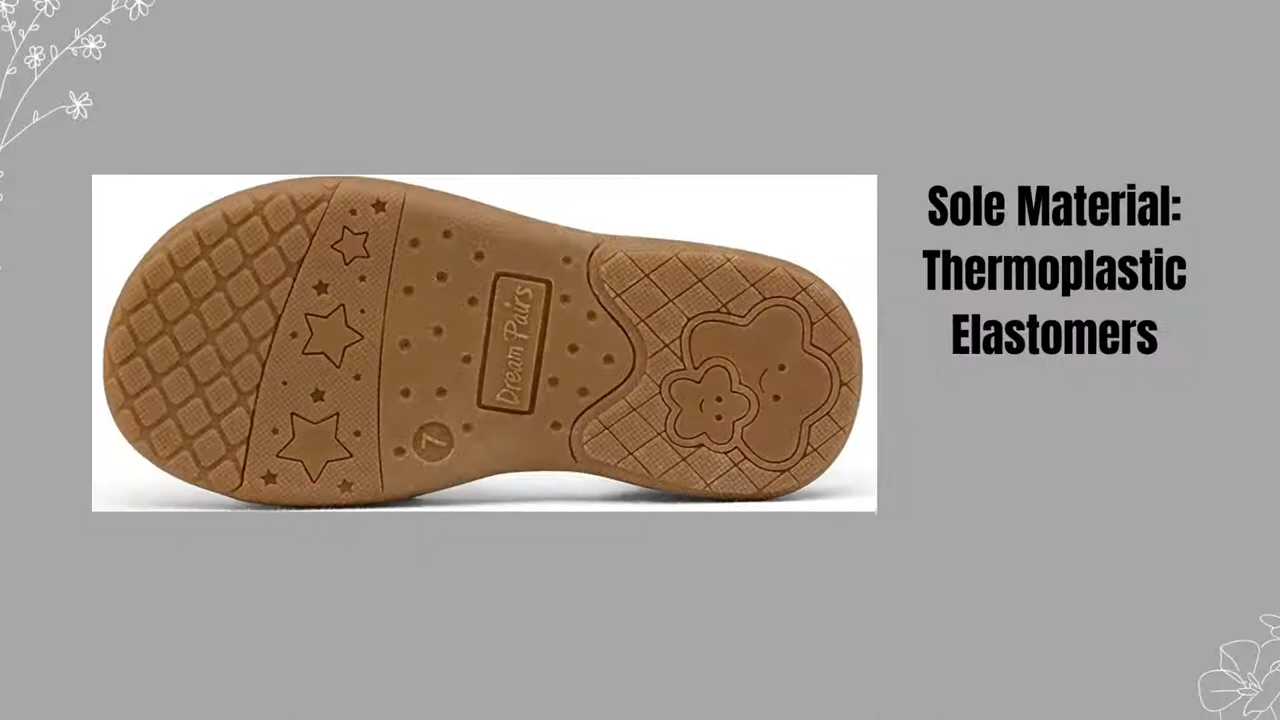 Dream Pairs
7
Sole Material:
Thermoplastic
Elastomers